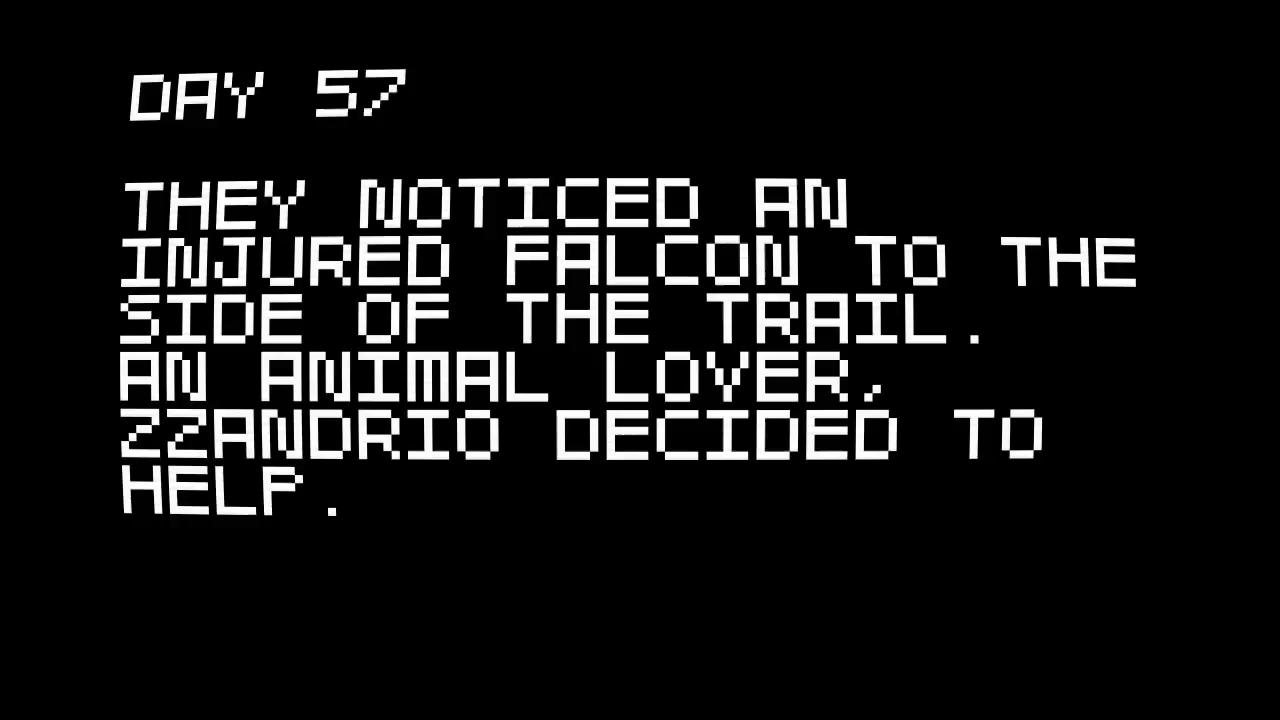 DAY 57
THEY NOTICED AN
INJURED FALCON TO THE
SIDE OF THE TRAIL.
AN ANIMAL LOVER,
ZZANDRIO DECIDED TO
HELP.